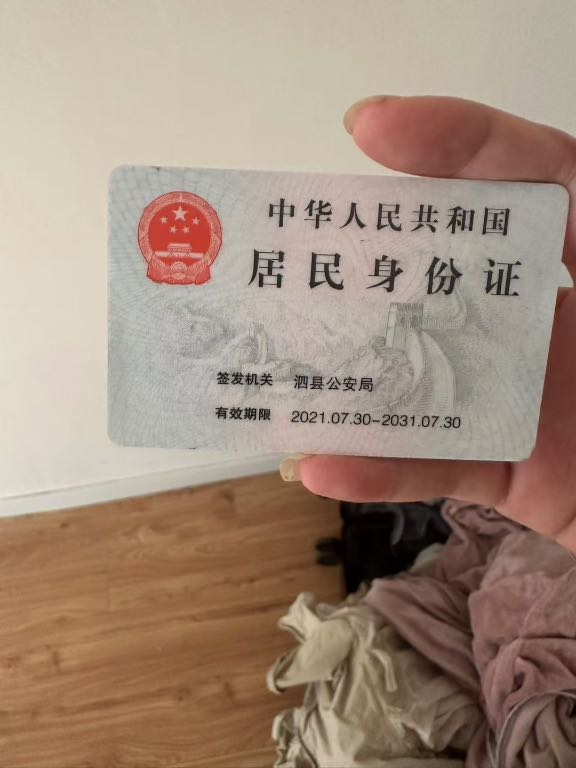 中华人民共和国
居民身份证
签发机关 泗县公安局
有效期限 2021.07.30-2031.07.30